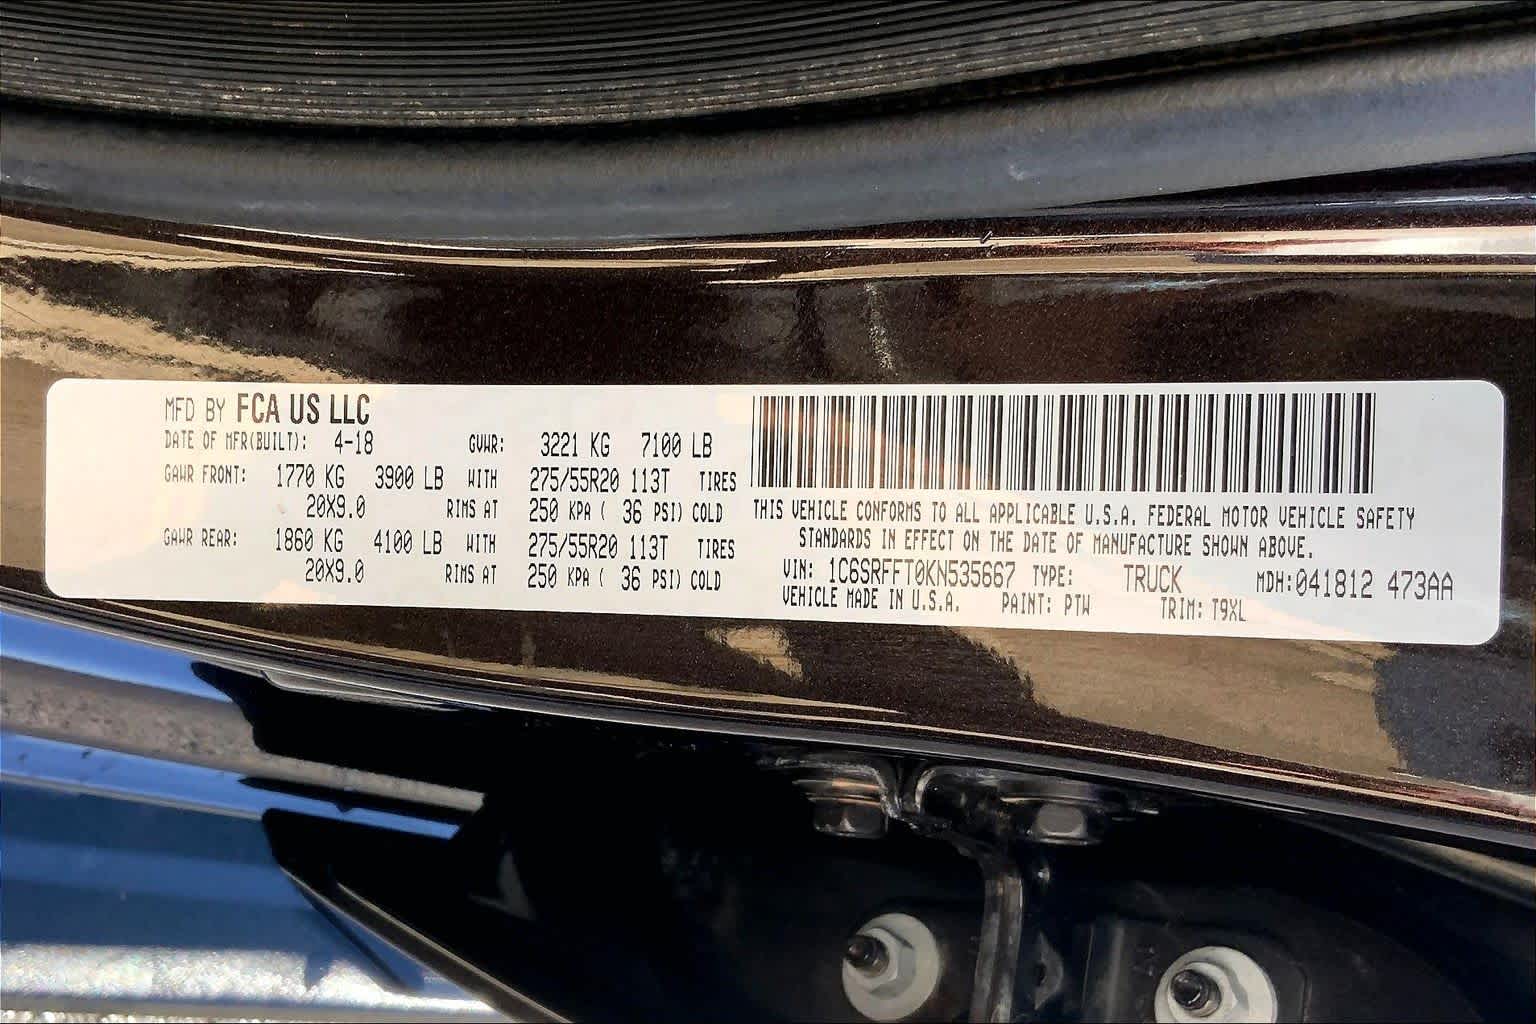 MFD BY FCA US LLC
DATE OF MFR(BUILT): 4-18 GVWR: 3221 KG 7100 LB
GAWR FRONT: 1770 KG 3900 LB WITH 275/55R20 113T TIRES
20X9.0 RIMS AT 250 KPA ( 36 PSI) COLD
GAWR REAR: 1860 KG 4100 LB WITH 275/55R20 113T TIRES
20X9.0 RIMS AT 250 KPA ( 36 PSI) COLD
THIS VEHICLE CONFORMS TO ALL APPLICABLE U.S.A. FEDERAL MOTOR VEHICLE SAFETY
STANDARDS IN EFFECT ON THE DATE OF MANUFACTURE SHOWN ABOVE.
VIN: 1C6SRFFT0KN535667 TYPE: TRUCK MDH:041812 473AA
VEHICLE MADE IN U.S.A. PAINT: PTW TRIM: T9XL